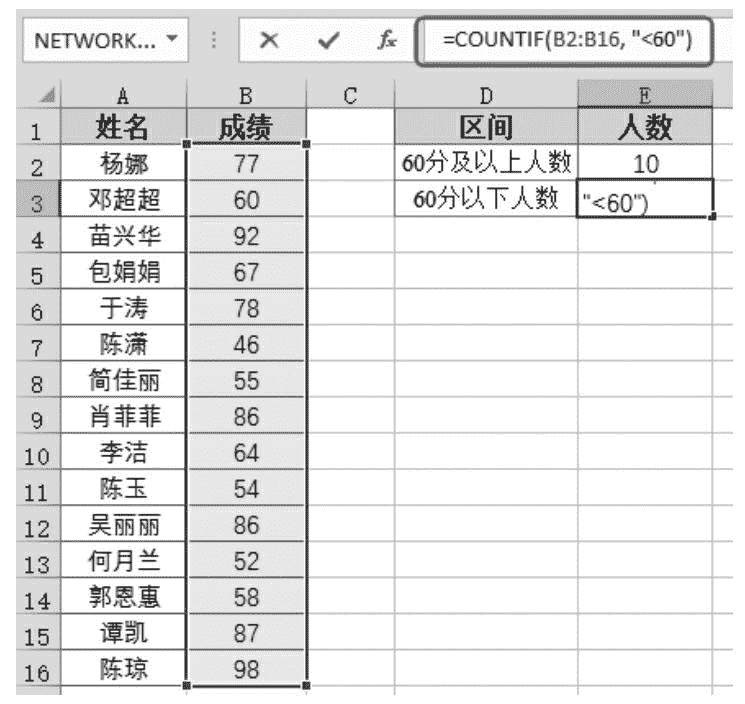 NETWORK... =COUNTIF(B2:B16, "<60")
A B C D E
1 姓名 成绩 区间 人数
2 杨娜 77 60分及以上人数 10
3 邓超超 60 60分以下人数 "<60")
4 苗兴华 92
5 包娟娟 67
6 于涛 78
7 陈潇 46
8 简佳丽 55
9 肖菲菲 86
10 李洁 64
11 陈玉 54
12 吴丽丽 86
13 何月兰 52
14 郭恩惠 58
15 谭凯 87
16 陈琼 98